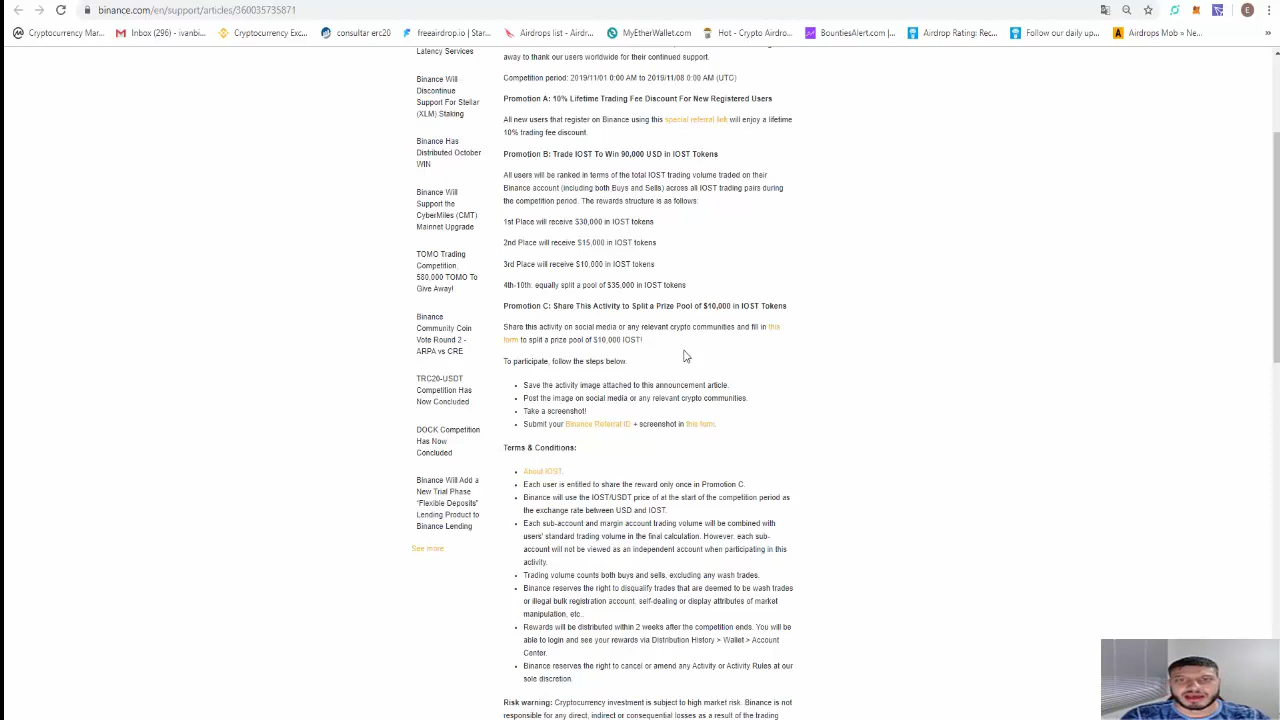 binance.com/en/support/articles/360035735871
E
Cryptocurrency Mar...
Inbox (296) - ivanbi...
Cryptocurrency Exc...
consultar erc20
freeairdrop.io | Star...
Airdrops list - Airdr...
MyEtherWallet.com
Hot - Crypto Airdro...
BountiesAlert.com |...
Airdrop Rating: Rec...
Follow our daily up...
Airdrops Mob » Ne...
»
Latency Services
Binance Will
Discontinue
Support For Stellar
(XLM) Staking
Binance Has
Distributed October
WIN
Binance Will
Support the
CyberMiles (CMT)
Mainnet Upgrade
TOMO Trading
Competition,
580,000 TOMO To
Give Away!
Binance
Community Coin
Vote Round 2 -
ARPA vs CRE
TRC20-USDT
Competition Has
Now Concluded
DOCK Competition
Has Now
Concluded
Binance Will Add a
New Trial Phase
"Flexible Deposits"
Lending Product to
Binance Lending
See more
away to thank our users worldwide for their continued support.
Competition period: 2019/11/01 0:00 AM to 2019/11/08 0:00 AM (UTC)
Promotion A: 10% Lifetime Trading Fee Discount For New Registered Users
All new users that register on Binance using this special referral link will enjoy a lifetime
10% trading fee discount.
Promotion B: Trade IOST To Win 90,000 USD in IOST Tokens
All users will be ranked in terms of the total IOST trading volume traded on their
Binance account (including both Buys and Sells) across all IOST trading pairs during
the competition period. The rewards structure is as follows:
1st Place will receive $30,000 in IOST tokens
2nd Place will receive $15,000 in IOST tokens
3rd Place will receive $10,000 in IOST tokens
4th-10th: equally split a pool of $35,000 in IOST tokens
Promotion C: Share This Activity to Split a Prize Pool of $10,000 in IOST Tokens
Share this activity on social media or any relevant crypto communities and fill in this
form to split a prize pool of $10,000 IOST!
To participate, follow the steps below:
• Save the activity image attached to this announcement article.
• Post the image on social media or any relevant crypto communities.
• Take a screenshot!
• Submit your Binance Referral ID + screenshot in this form.
Terms & Conditions:
• About IOST.
• Each user is entitled to share the reward only once in Promotion C.
• Binance will use the IOST/USDT price of at the start of the competition period as
the exchange rate between USD and IOST.
• Each sub-account and margin account trading volume will be combined with
users' standard trading volume in the final calculation. However, each sub-
account will not be viewed as an independent account when participating in this
activity.
• Trading volume counts both buys and sells, excluding any wash trades.
• Binance reserves the right to disqualify trades that are deemed to be wash trades
or illegal bulk registration account, self-dealing or display attributes of market
manipulation, etc..
• Rewards will be distributed within 2 weeks after the competition ends. You will be
able to login and see your rewards via Distribution History > Wallet > Account
Center.
• Binance reserves the right to cancel or amend any Activity or Activity Rules at our
sole discretion.
Risk warning: Cryptocurrency investment is subject to high market risk. Binance is not
responsible for any direct, indirect or consequential losses as a result of the trading